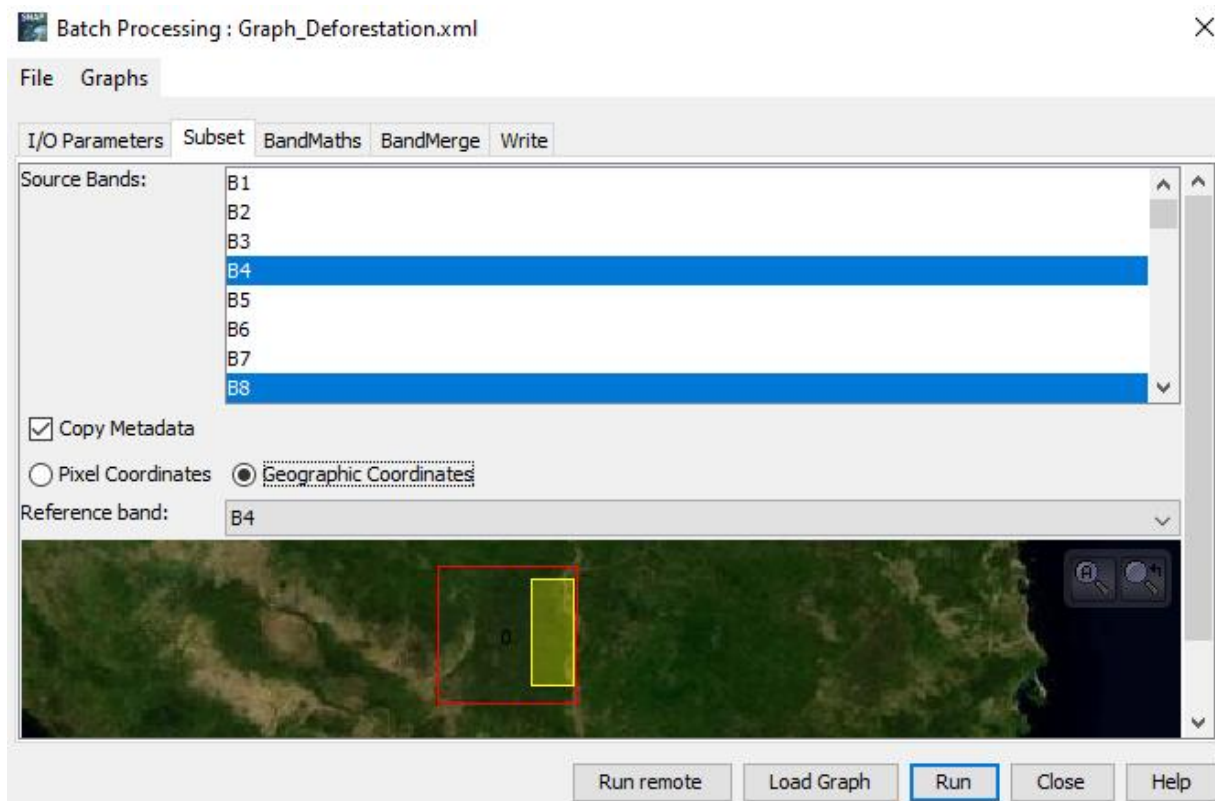 SNAP
Batch Processing : Graph_Deforestation.xml
File Graphs
I/O Parameters Subset BandMaths BandMerge Write
Source Bands:
B1
B2
B3
B4
B5
B6
B7
B8
Copy Metadata
Pixel Coordinates Geographic Coordinates
Reference band: B4
A
0
Run remote Load Graph Run Close Help